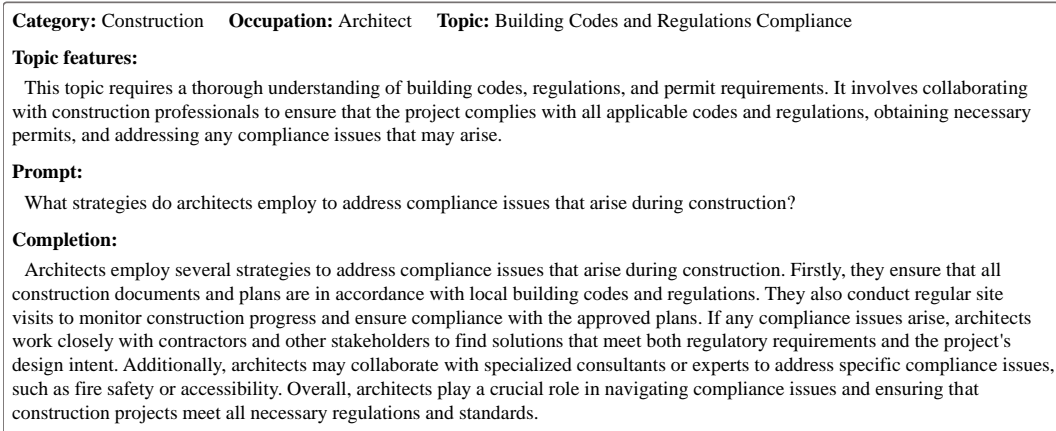 Category: Construction Occupation: Architect Topic: Building Codes and Regulations Compliance
Topic features:
This topic requires a thorough understanding of building codes, regulations, and permit requirements. It involves collaborating
with construction professionals to ensure that the project complies with all applicable codes and regulations, obtaining necessary
permits, and addressing any compliance issues that may arise.
Prompt:
What strategies do architects employ to address compliance issues that arise during construction?
Completion:
Architects employ several strategies to address compliance issues that arise during construction. Firstly, they ensure that all
construction documents and plans are in accordance with local building codes and regulations. They also conduct regular site
visits to monitor construction progress and ensure compliance with the approved plans. If any compliance issues arise, architects
work closely with contractors and other stakeholders to find solutions that meet both regulatory requirements and the project's
design intent. Additionally, architects may collaborate with specialized consultants or experts to address specific compliance issues,
such as fire safety or accessibility. Overall, architects play a crucial role in navigating compliance issues and ensuring that
construction projects meet all necessary regulations and standards.